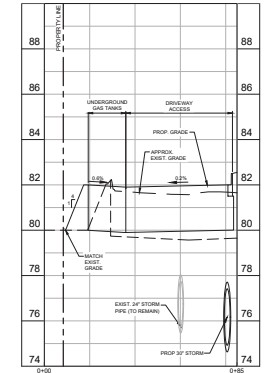 PROPERTY LINE
88
88
86
86
UNDERGROUND
GAS TANKS
DRIVEWAY
ACCESS
84
84
PROP. GRADE
APPROX.
EXIST. GRADE
82
82
0.6%
0.2%
4
1
80
80
MATCH
EXIST.
GRADE
78
78
EXIST. 24" STORM
PIPE (TO REMAIN)
76
76
PROP 30" STORM
74
74
0+00
0+85